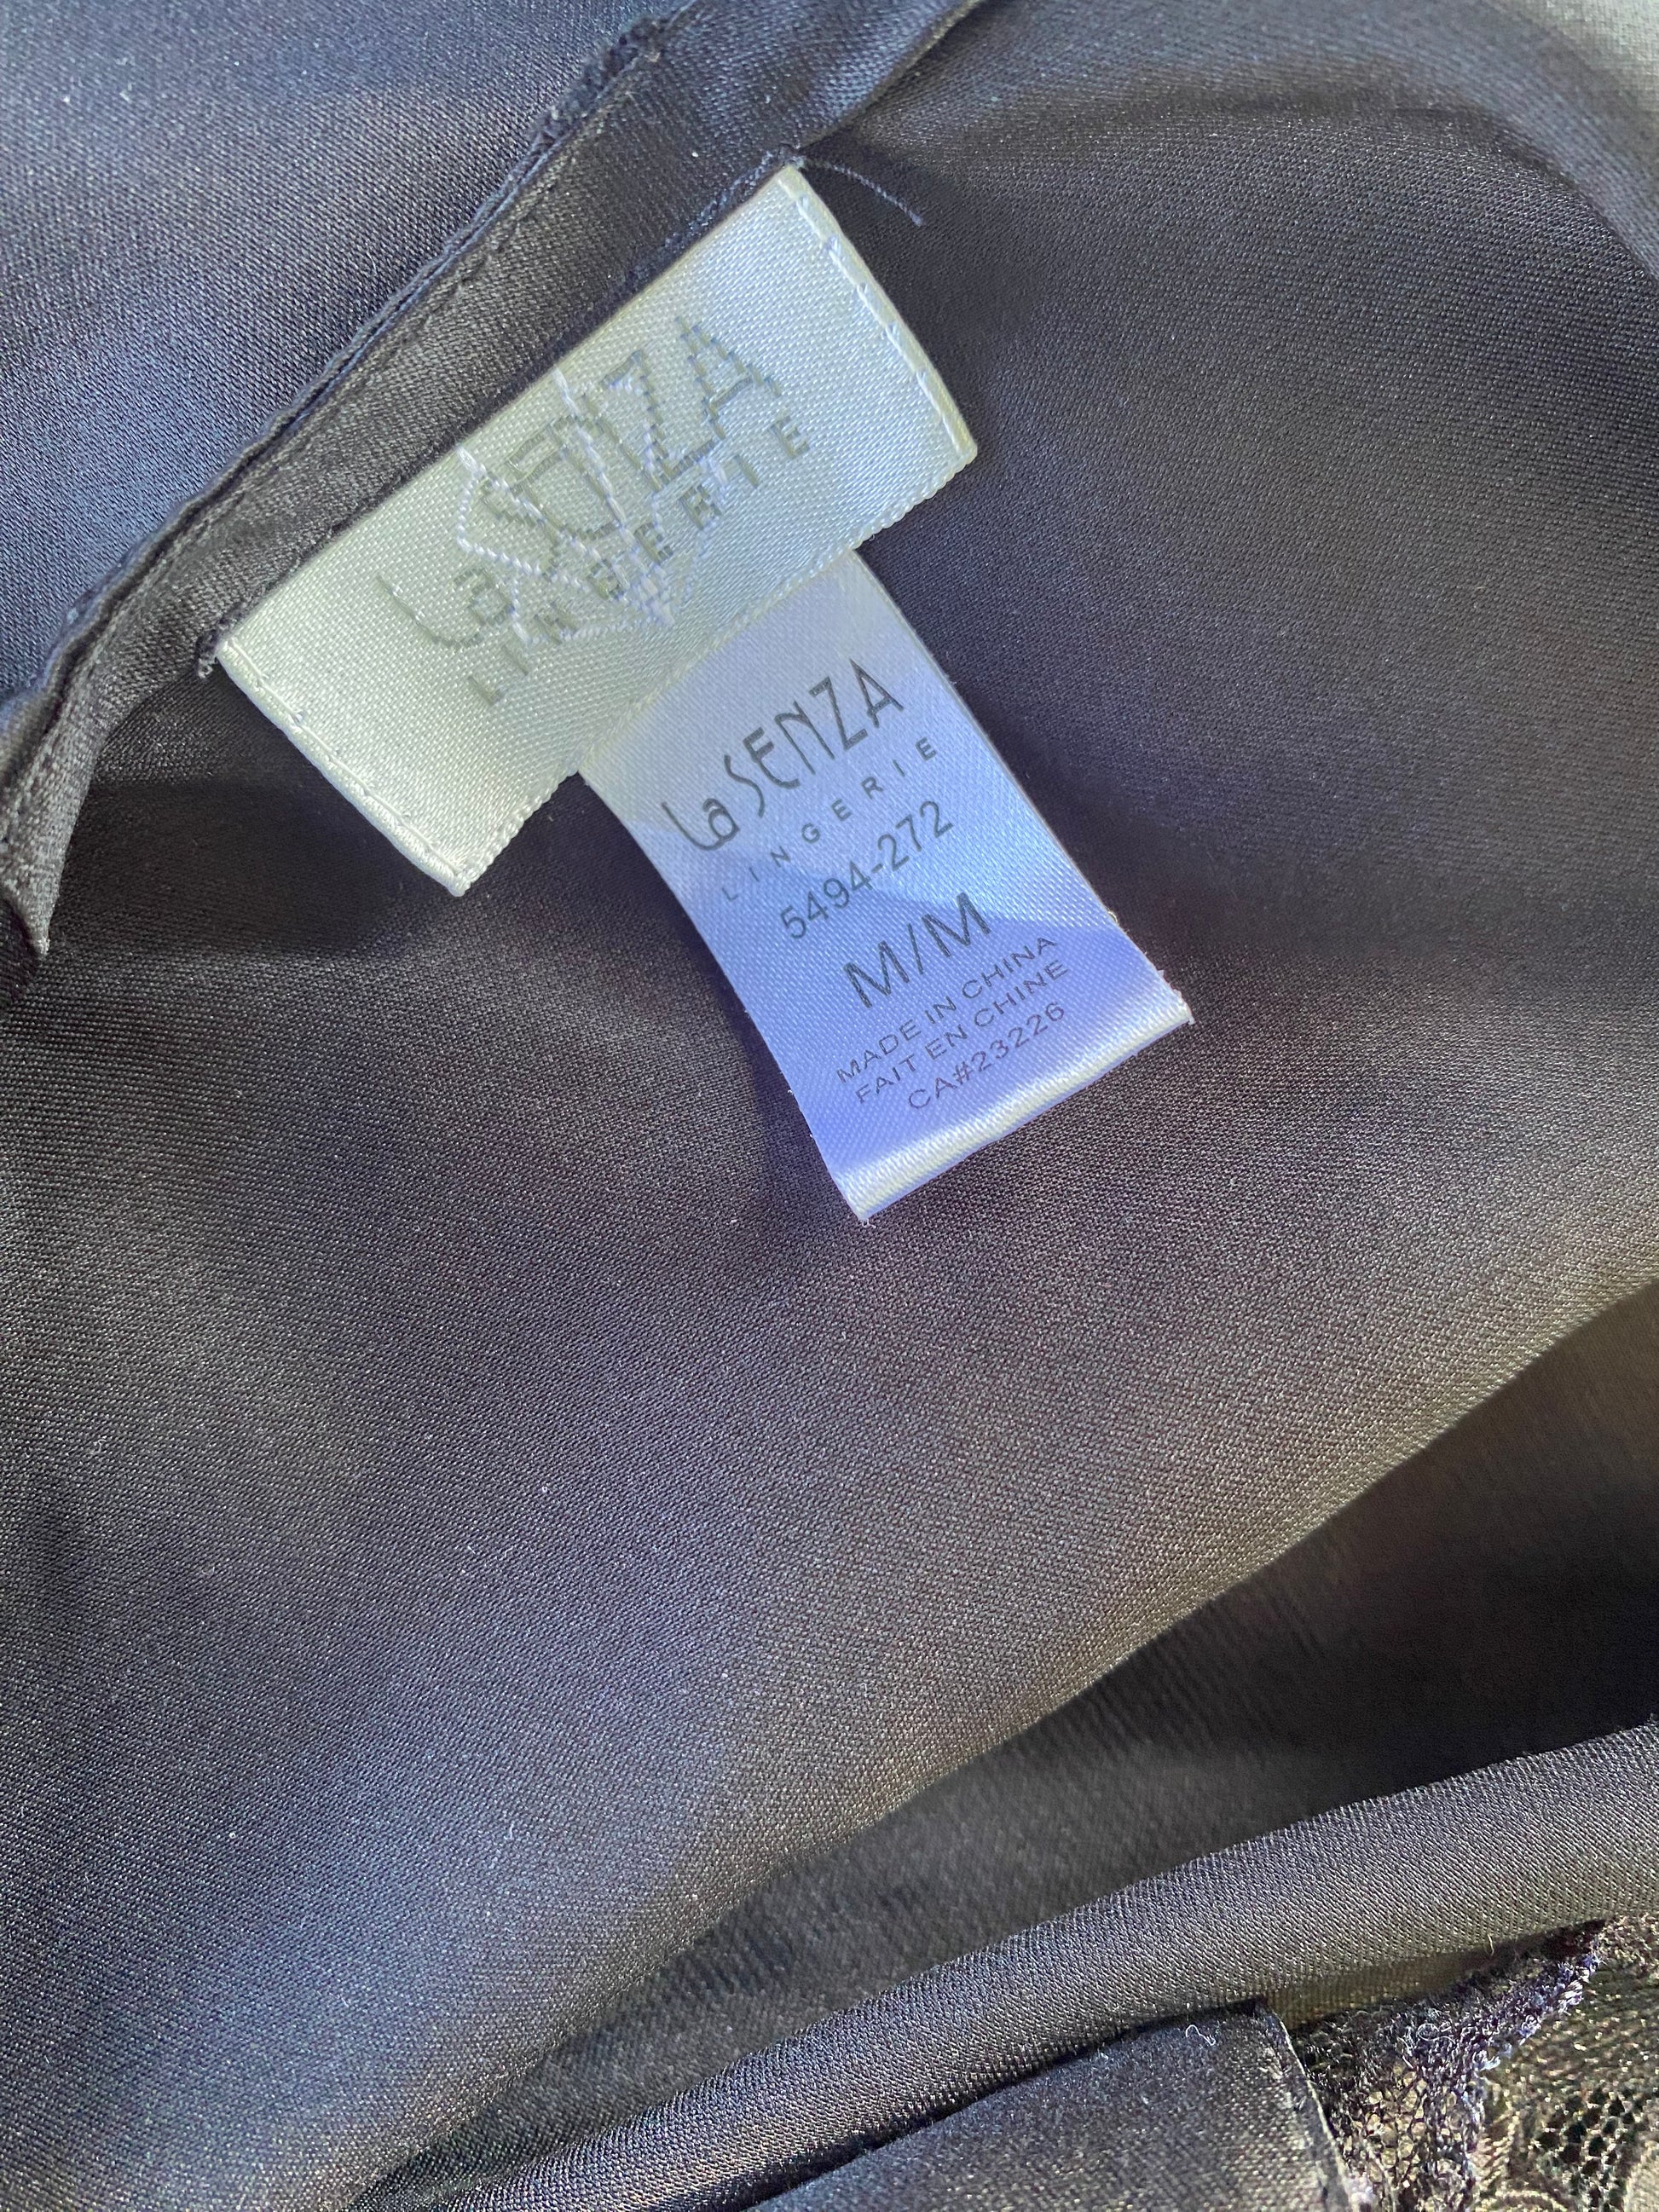 La SENZA
LINGERIE
La SENZA
LINGERIE
5494-272
M/M
MADE IN CHINA
FAIT EN CHINE
CA#23226